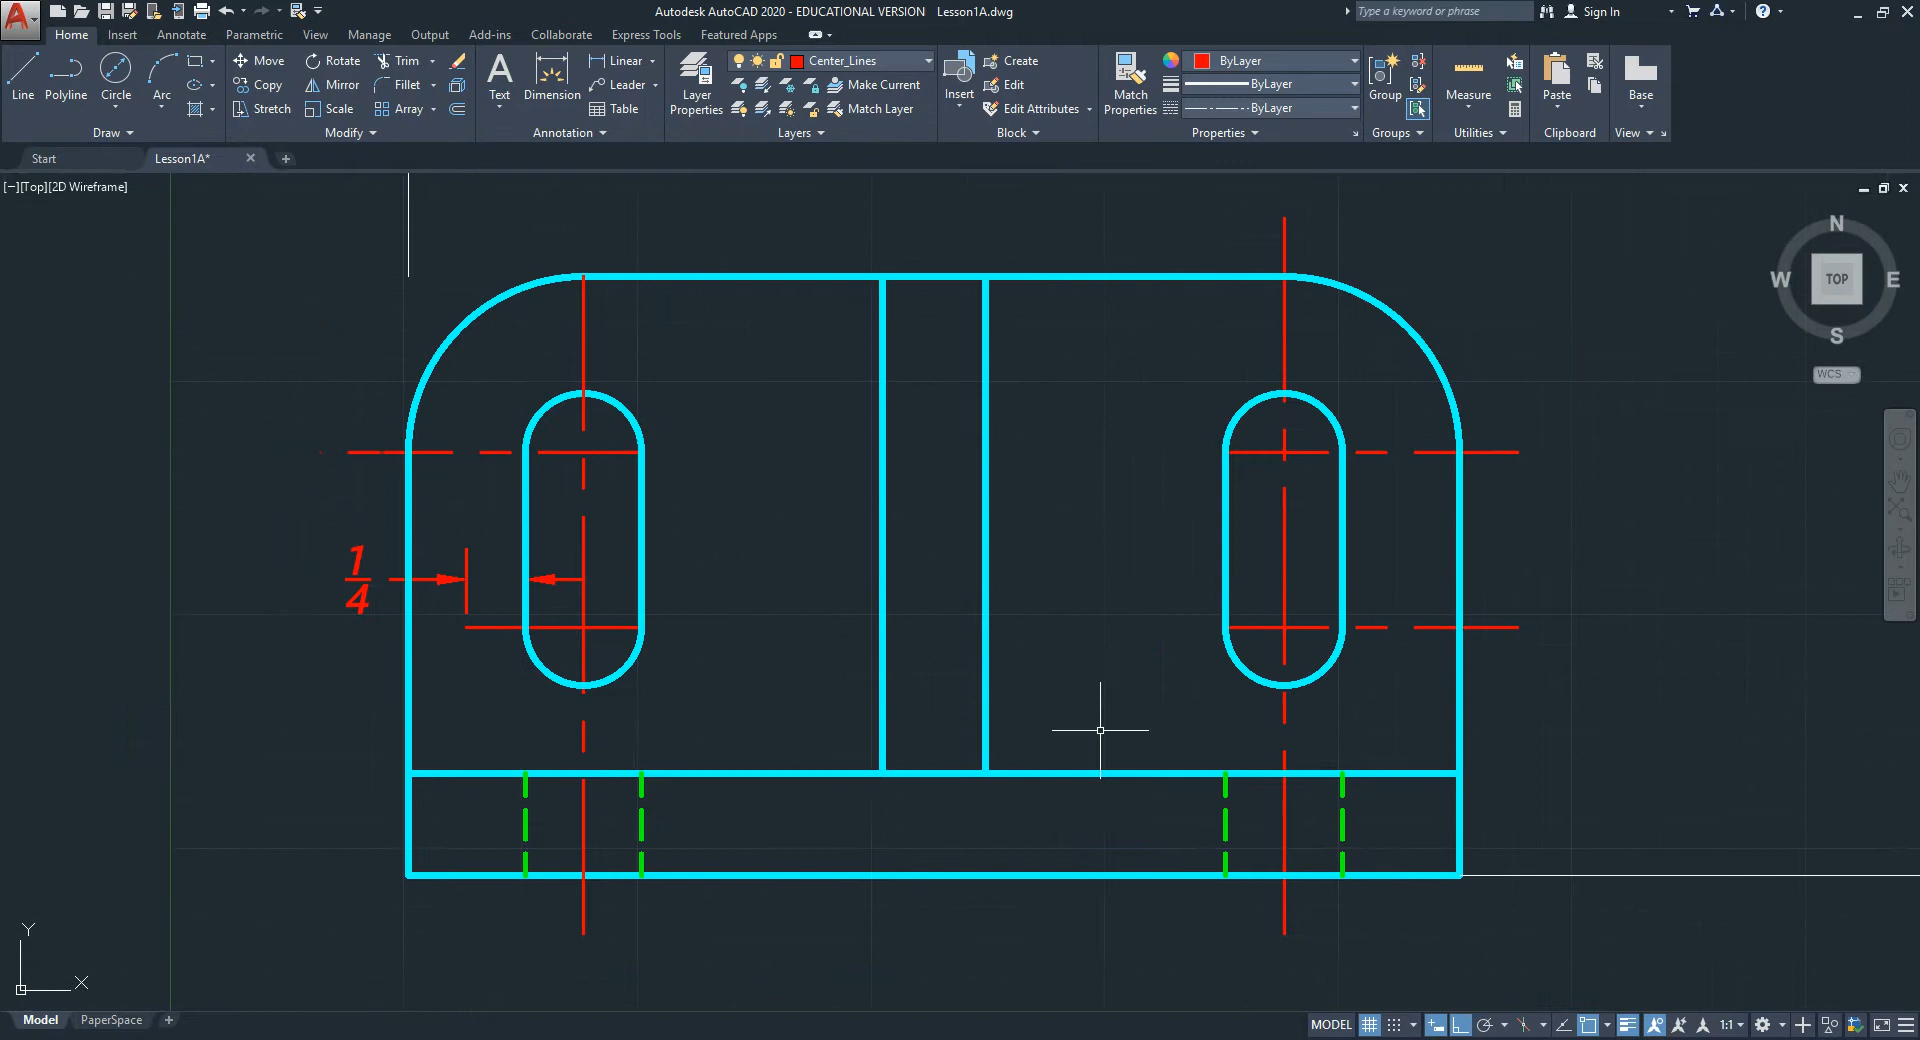 Autodesk AutoCAD 2020 - EDUCATIONAL VERSION Lesson1A.dwg
Type a keyword or phrase
Sign In
Home Insert Annotate Parametric View Manage Output Add-ins Collaborate Express Tools Featured Apps
Line Polyline Circle Arc
Draw
Move Rotate Trim
Copy Mirror Fillet
Stretch Scale Array
Modify
Text Dimension
Linear
Leader
Table
Annotation
Layer Properties
Center_Lines
Make Current
Match Layer
Layers
Insert
Create
Edit
Edit Attributes
Block
Match Properties
ByLayer
ByLayer
ByLayer
Properties
Group
Groups
Measure
Utilities
Paste
Clipboard
Base
View
Start Lesson1A*
[−][Top][2D Wireframe]
N
W TOP E
S
WCS
1
4
Y
X
Model PaperSpace
MODEL 1:1